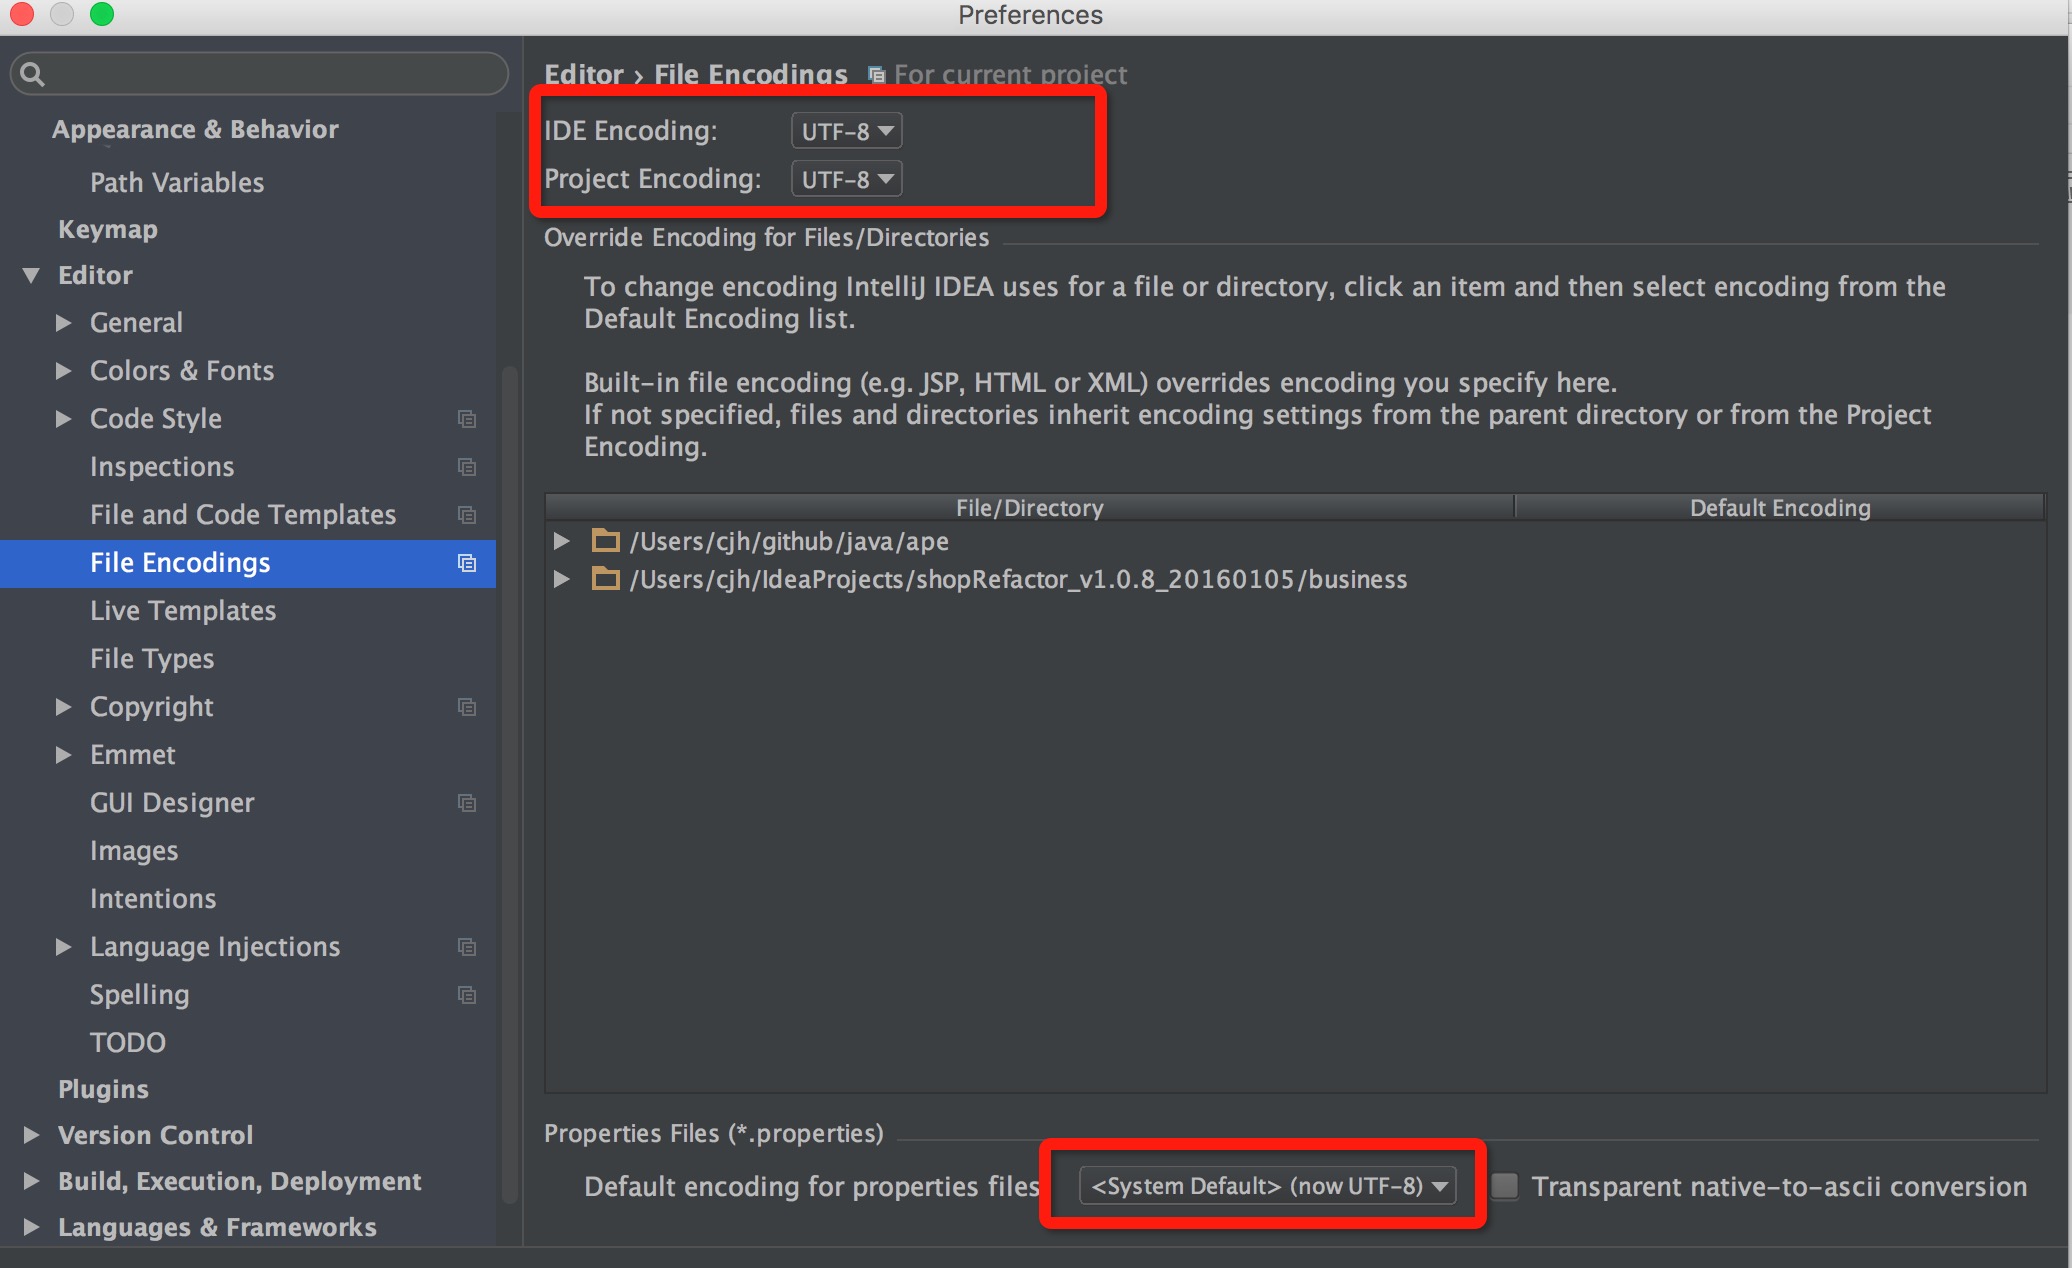 Preferences
Appearance & Behavior
Path Variables
Keymap
Editor
General
Colors & Fonts
Code Style
Inspections
File and Code Templates
File Encodings
Live Templates
File Types
Copyright
Emmet
GUI Designer
Images
Intentions
Language Injections
Spelling
TODO
Plugins
Version Control
Build, Execution, Deployment
Languages & Frameworks
Editor › File Encodings For current project
IDE Encoding: UTF-8
Project Encoding: UTF-8
Override Encoding for Files/Directories
To change encoding IntelliJ IDEA uses for a file or directory, click an item and then select encoding from the
Default Encoding list.
Built-in file encoding (e.g. JSP, HTML or XML) overrides encoding you specify here.
If not specified, files and directories inherit encoding settings from the parent directory or from the Project
Encoding.
File/Directory Default Encoding
/Users/cjh/github/java/ape
/Users/cjh/IdeaProjects/shopRefactor_v1.0.8_20160105/business
Properties Files (*.properties)
Default encoding for properties files <System Default> (now UTF-8) Transparent native-to-ascii conversion